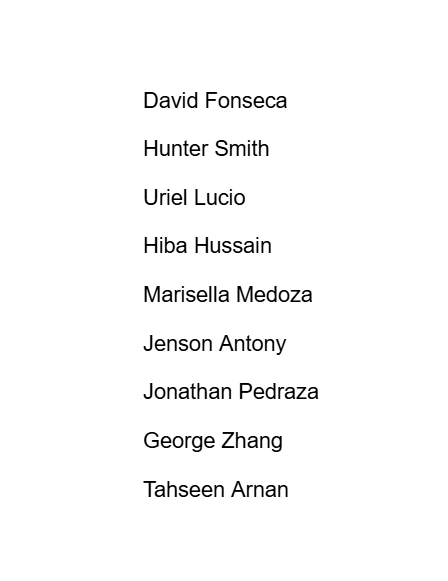 David Fonseca
Hunter Smith
Uriel Lucio
Hiba Hussain
Marisella Medoza
Jenson Antony
Jonathan Pedraza
George Zhang
Tahseen Arnan